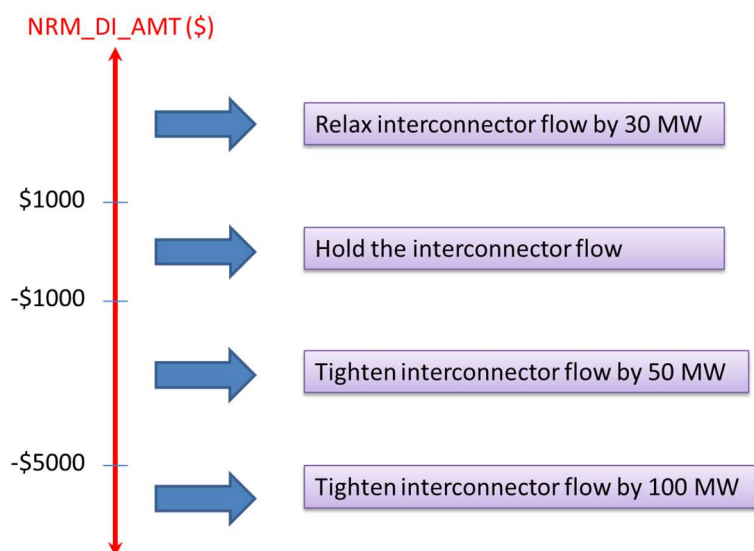 NRM_DI_AMT ($)
Relax interconnector flow by 30 MW
$1000
Hold the interconnector flow
-$1000
Tighten interconnector flow by 50 MW
-$5000
Tighten interconnector flow by 100 MW